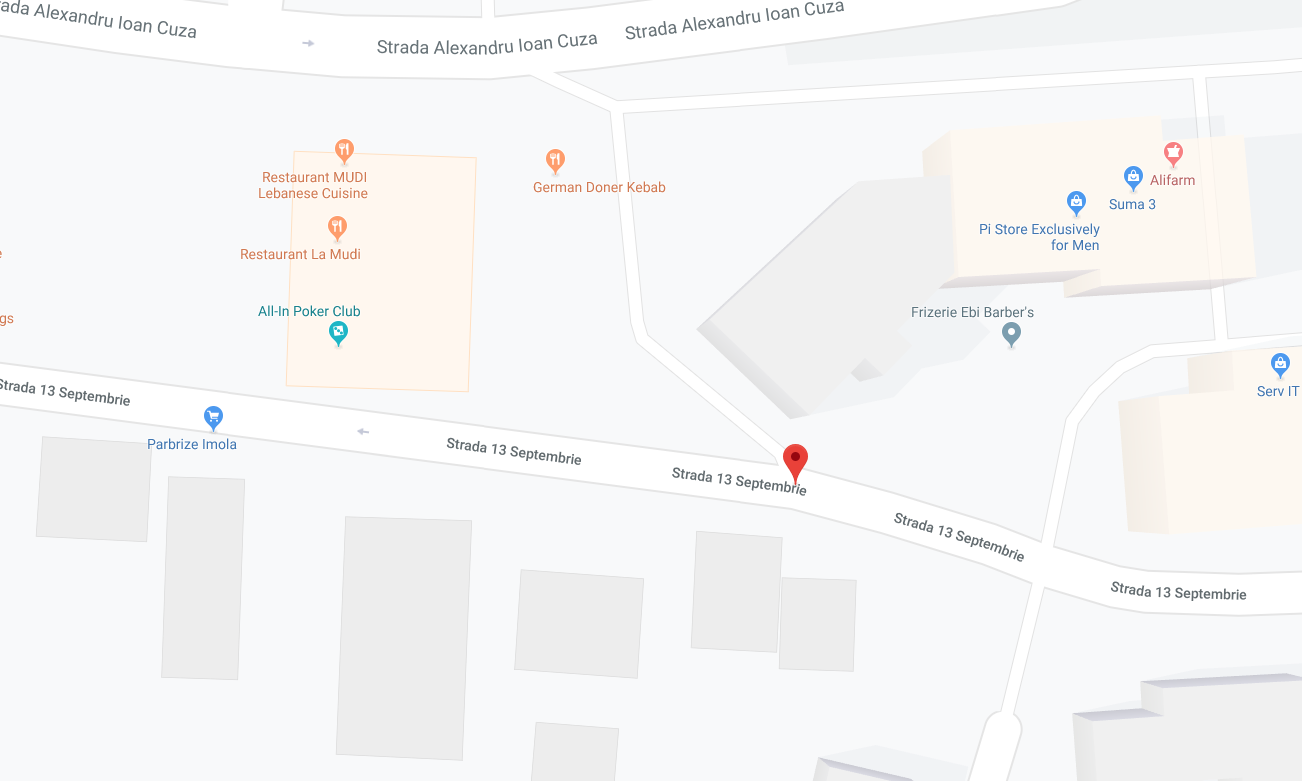 ada Alexandru Ioan Cuza
Strada Alexandru Ioan Cuza
Strada Alexandru Ioan Cuza
Restaurant MUDI
Lebanese Cuisine
German Doner Kebab
Alifarm
Suma 3
Pi Store Exclusively
for Men
Restaurant La Mudi
e
All-In Poker Club
gs
Frizerie Ebi Barber's
Strada 13 Septembrie
Serv IT
Parbrize Imola
Strada 13 Septembrie
Strada 13 Septembrie
Strada 13 Septembrie
Strada 13 Septembrie